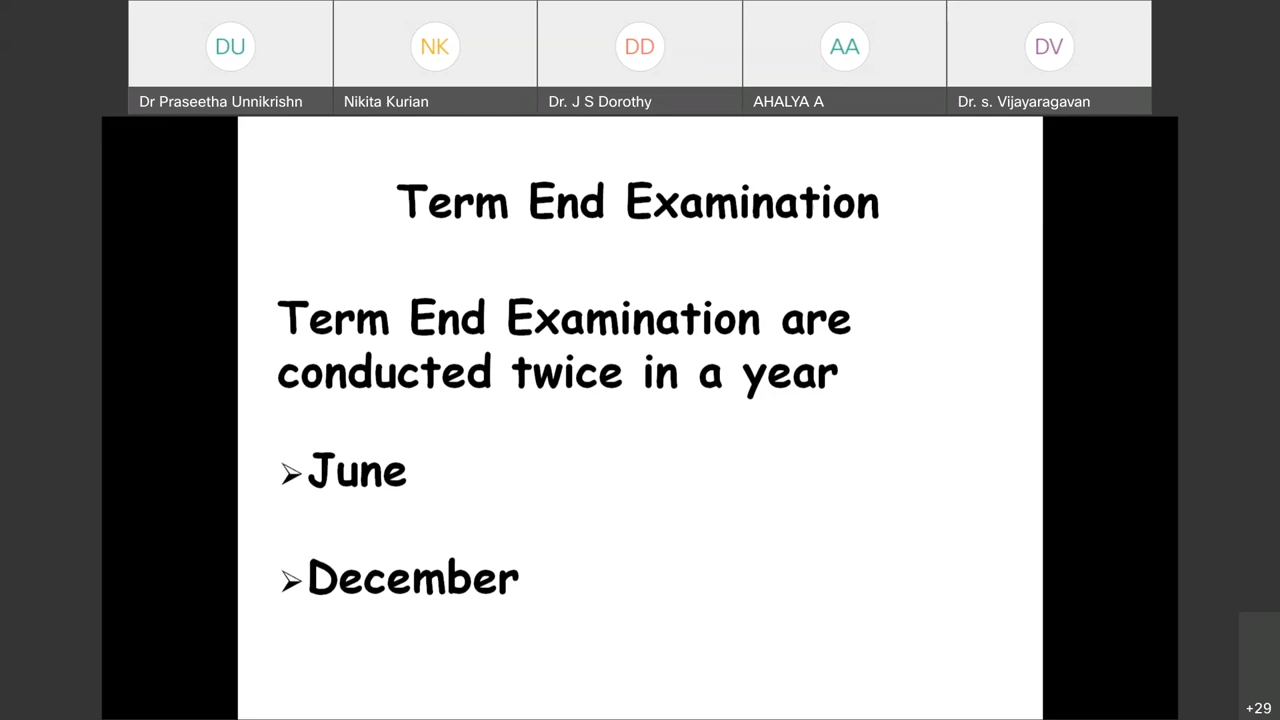 DU
NK
DD
AA
DV
Dr Praseetha Unnikrishn
Nikita Kurian
Dr. J S Dorothy
AHALYA A
Dr. s. Vijayaragavan
Term End Examination
Term End Examination are
conducted twice in a year
➢June
➢December
+29